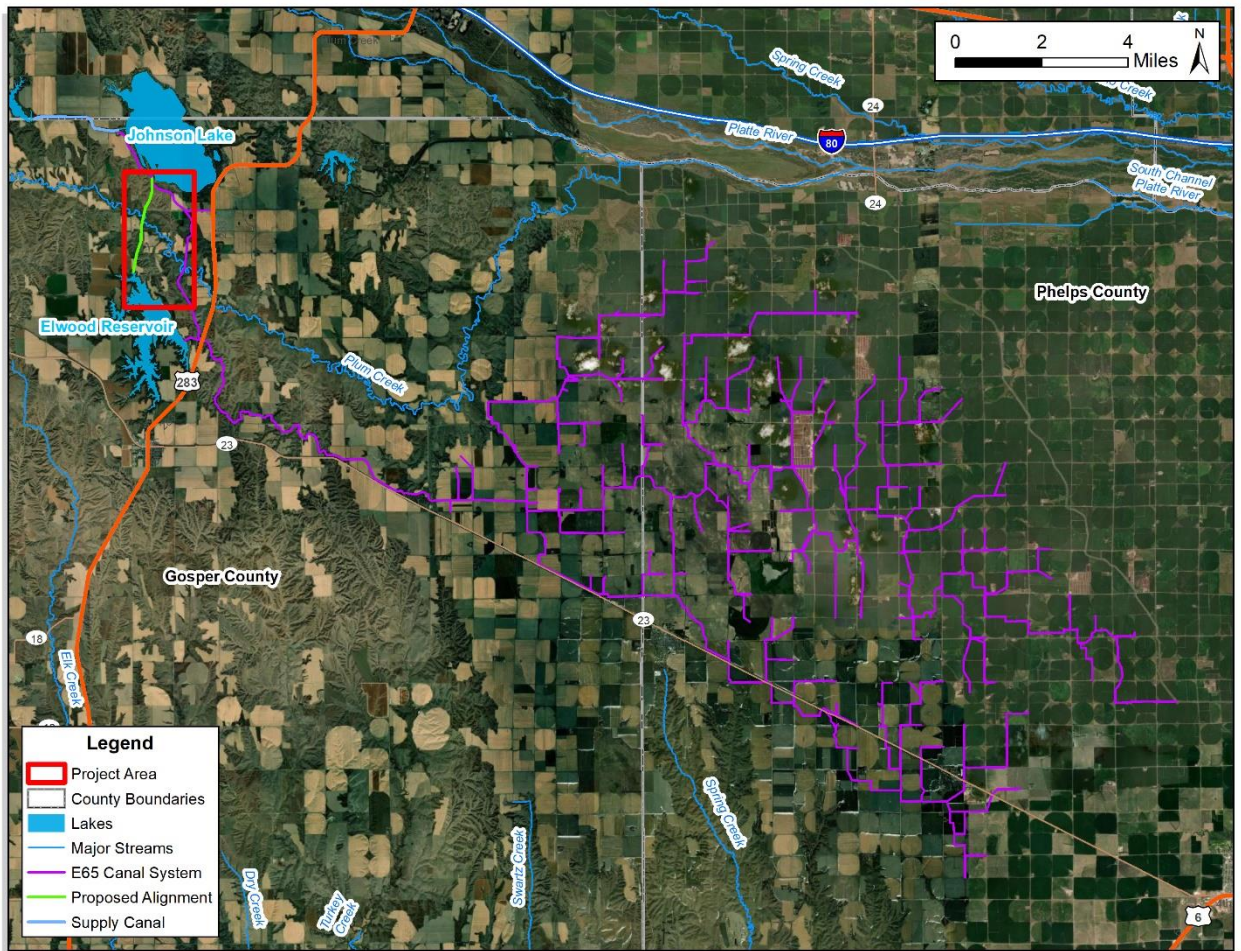 0 2 4
Miles
N
Spring Creek
24
Platte River
80
South Channel
Platte River
24
Johnson Lake
Phelps County
Elwood Reservoir
283
Plum Creek
23
Gosper County
23
18
Elk Creek
Spring Creek
Swartz Creek
Dry Creek
Turkey
Creek
6
Legend
Project Area
County Boundaries
Lakes
Major Streams
E65 Canal System
Proposed Alignment
Supply Canal